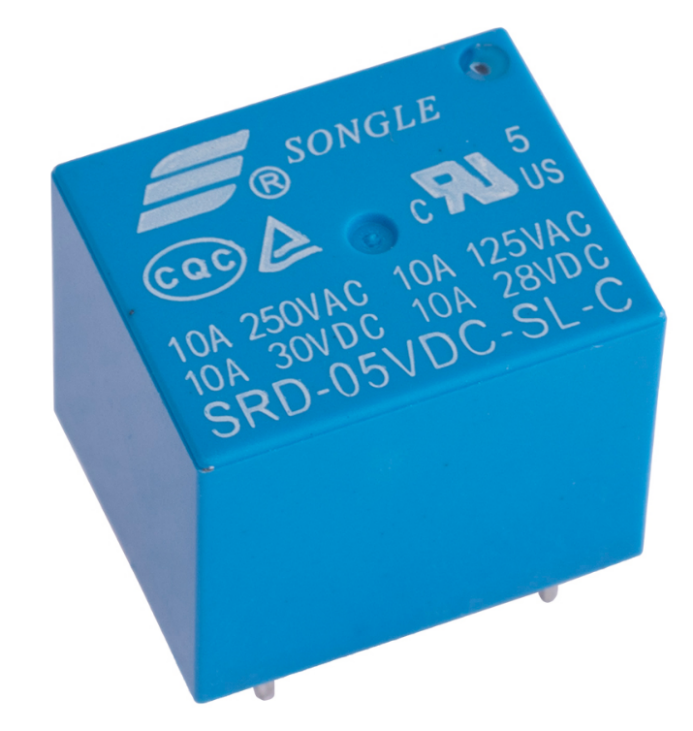 SONGLE
®
5
C US
CQC
10A 250VAC 10A 125VAC
10A 30VDC 10A 28VDC
SRD-05VDC-SL-C